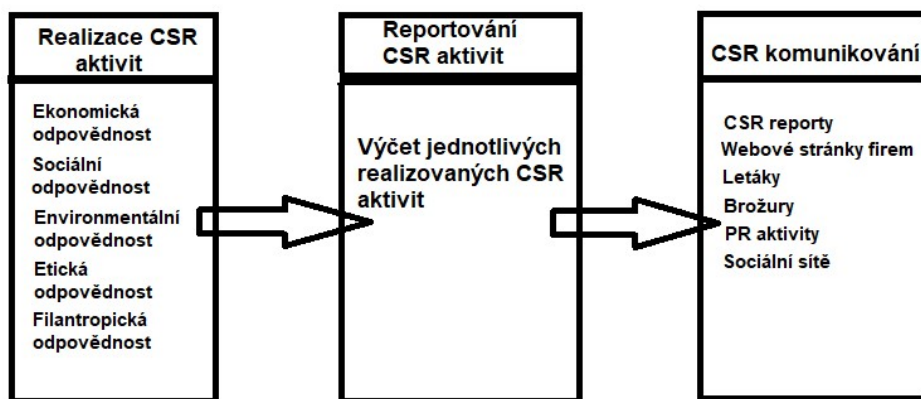 Realizace CSR
aktivit
Ekonomická
odpovědnost
Sociální
odpovědnost
Environmentální
odpovědnost
Etická
odpovědnost
Filantropická
odpovědnost
Reportování
CSR aktivit
Výčet jednotlivých
realizovaných CSR
aktivit
CSR komunikování
CSR reporty
Webové stránky firem
Letáky
Brožury
PR aktivity
Sociální sítě